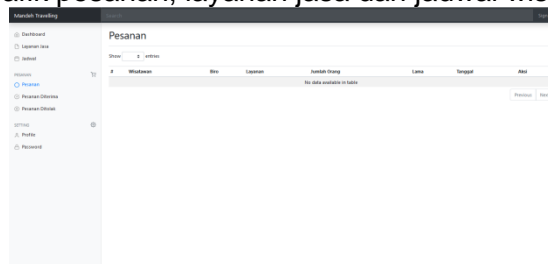 pesanan, layanan jasa dan jadwal wis
Mandeh Travelling
Search
Sign
Dashboard
Layanan Jasa
Jadwal
PESANAN
Pesanan
Pesanan Diterima
Pesanan Ditolak
SETTING
Profile
Password
Pesanan
Show entries
# Wisatawan Biro Layanan Jumlah Orang Lama Tanggal Aksi
No data available in table
Previous Nex